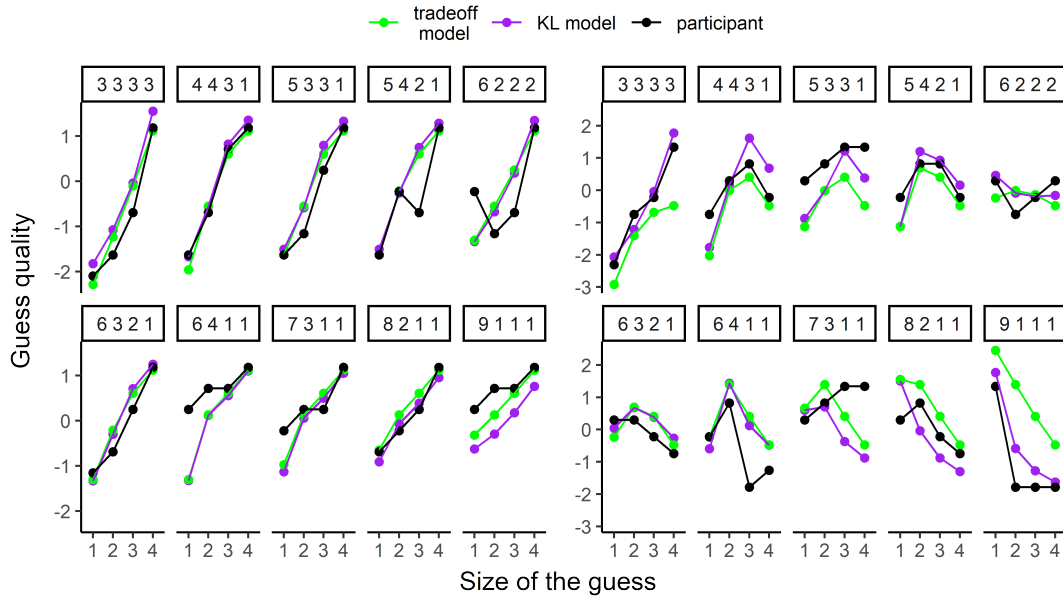 tradeoff
model
KL model
participant
3 3 3 3
4 4 3 1
5 3 3 1
5 4 2 1
6 2 2 2
3 3 3 3
4 4 3 1
5 3 3 1
5 4 2 1
6 2 2 2
1
0
-1
-2
2
1
0
-1
-2
-3
Guess quality
6 3 2 1
6 4 1 1
7 3 1 1
8 2 1 1
9 1 1 1
6 3 2 1
6 4 1 1
7 3 1 1
8 2 1 1
9 1 1 1
1
0
-1
-2
2
1
0
-1
-2
-3
1 2 3 4
1 2 3 4
1 2 3 4
1 2 3 4
1 2 3 4
1 2 3 4
1 2 3 4
1 2 3 4
1 2 3 4
1 2 3 4
Size of the guess